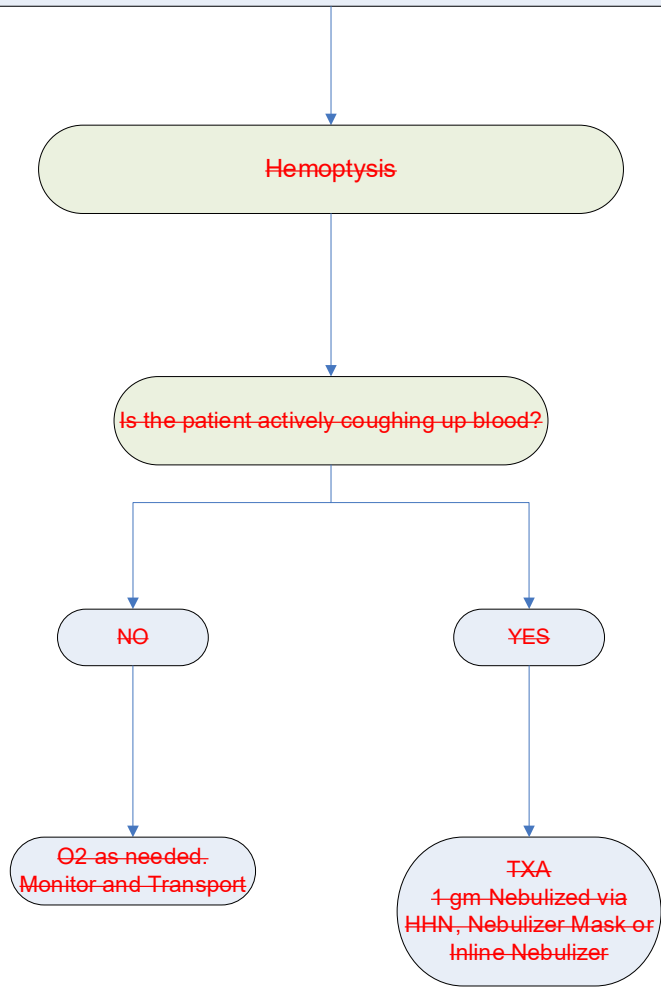 Hemoptysis
Is the patient actively coughing up blood?
NO
YES
O2 as needed.
Monitor and Transport
TXA
1 gm Nebulized via
HHN, Nebulizer Mask or
Inline Nebulizer